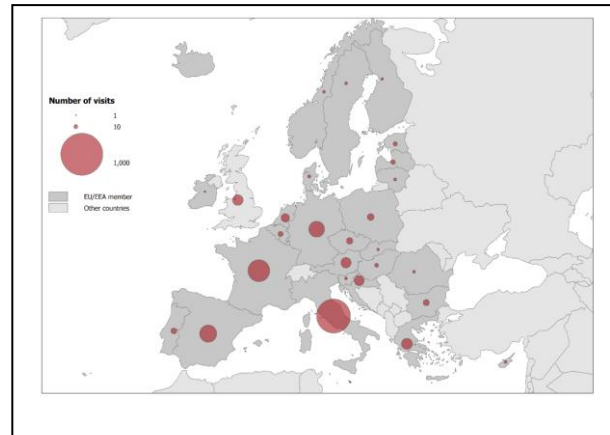 Number of visits
1
10
1,000
EU/EEA member
Other countries